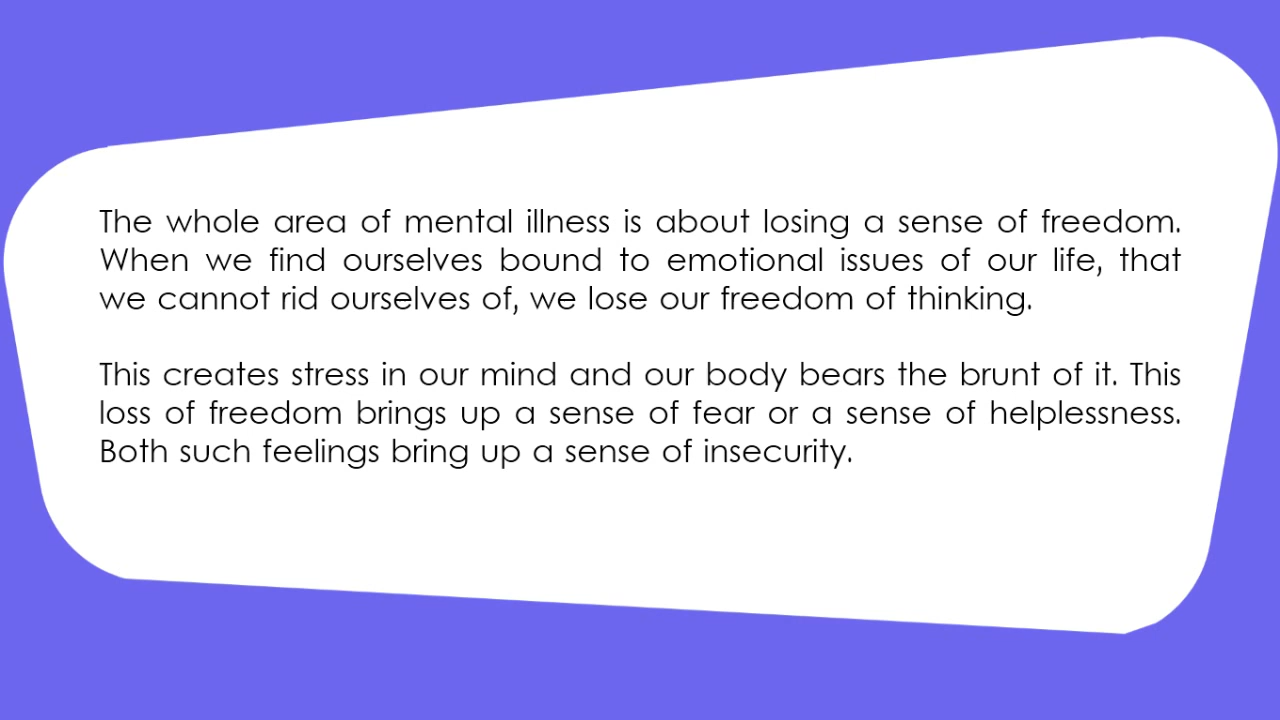 The whole area of mental illness is about losing a sense of freedom.
When we find ourselves bound to emotional issues of our life, that
we cannot rid ourselves of, we lose our freedom of thinking.
This creates stress in our mind and our body bears the brunt of it. This
loss of freedom brings up a sense of fear or a sense of helplessness.
Both such feelings bring up a sense of insecurity.